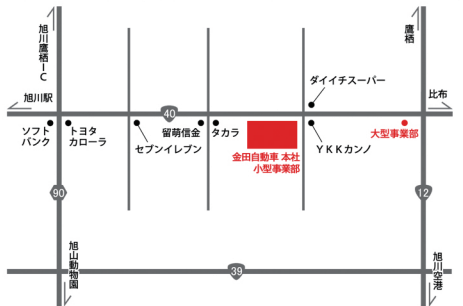 旭川鷹栖IC
鷹栖
ダイイチスーパー
旭川駅
比布
40
ソフト
バンク
トヨタ
カローラ
セブンイレブン
留萌信金
タカラ
金田自動車 本社
小型事業部
YKKカンノ
大型事業部
90
12
旭山動物園
39
旭川空港